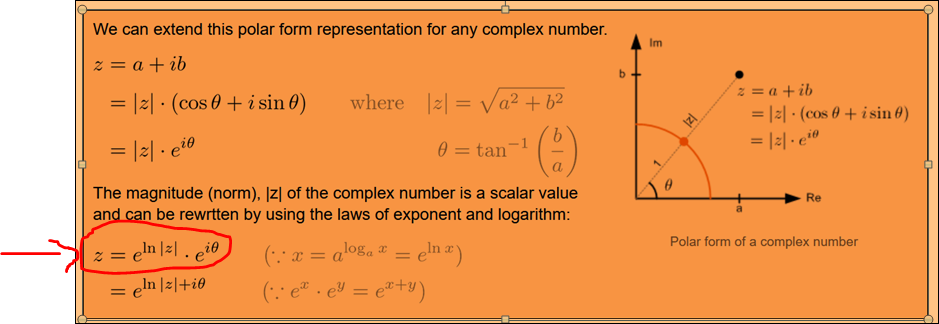 We can extend this polar form representation for any complex number.
z = a + ib
= |z| · (cos θ + i sin θ) where |z| = √(a² + b²)
= |z| · e^{iθ} θ = tan⁻¹ (b/a)
The magnitude (norm), |z| of the complex number is a scalar value
and can be rewrtten by using the laws of exponent and logarithm:
z = e^{ln |z|} · e^{iθ} (∵ x = a^{log_a x} = e^{ln x})
= e^{ln |z|+iθ} (∵ e^x · e^y = e^{x+y})
Im
b
z = a + ib
= |z| · (cos θ + i sin θ)
= |z| · e^{iθ}
|z|
1
θ
Re
a
Polar form of a complex number